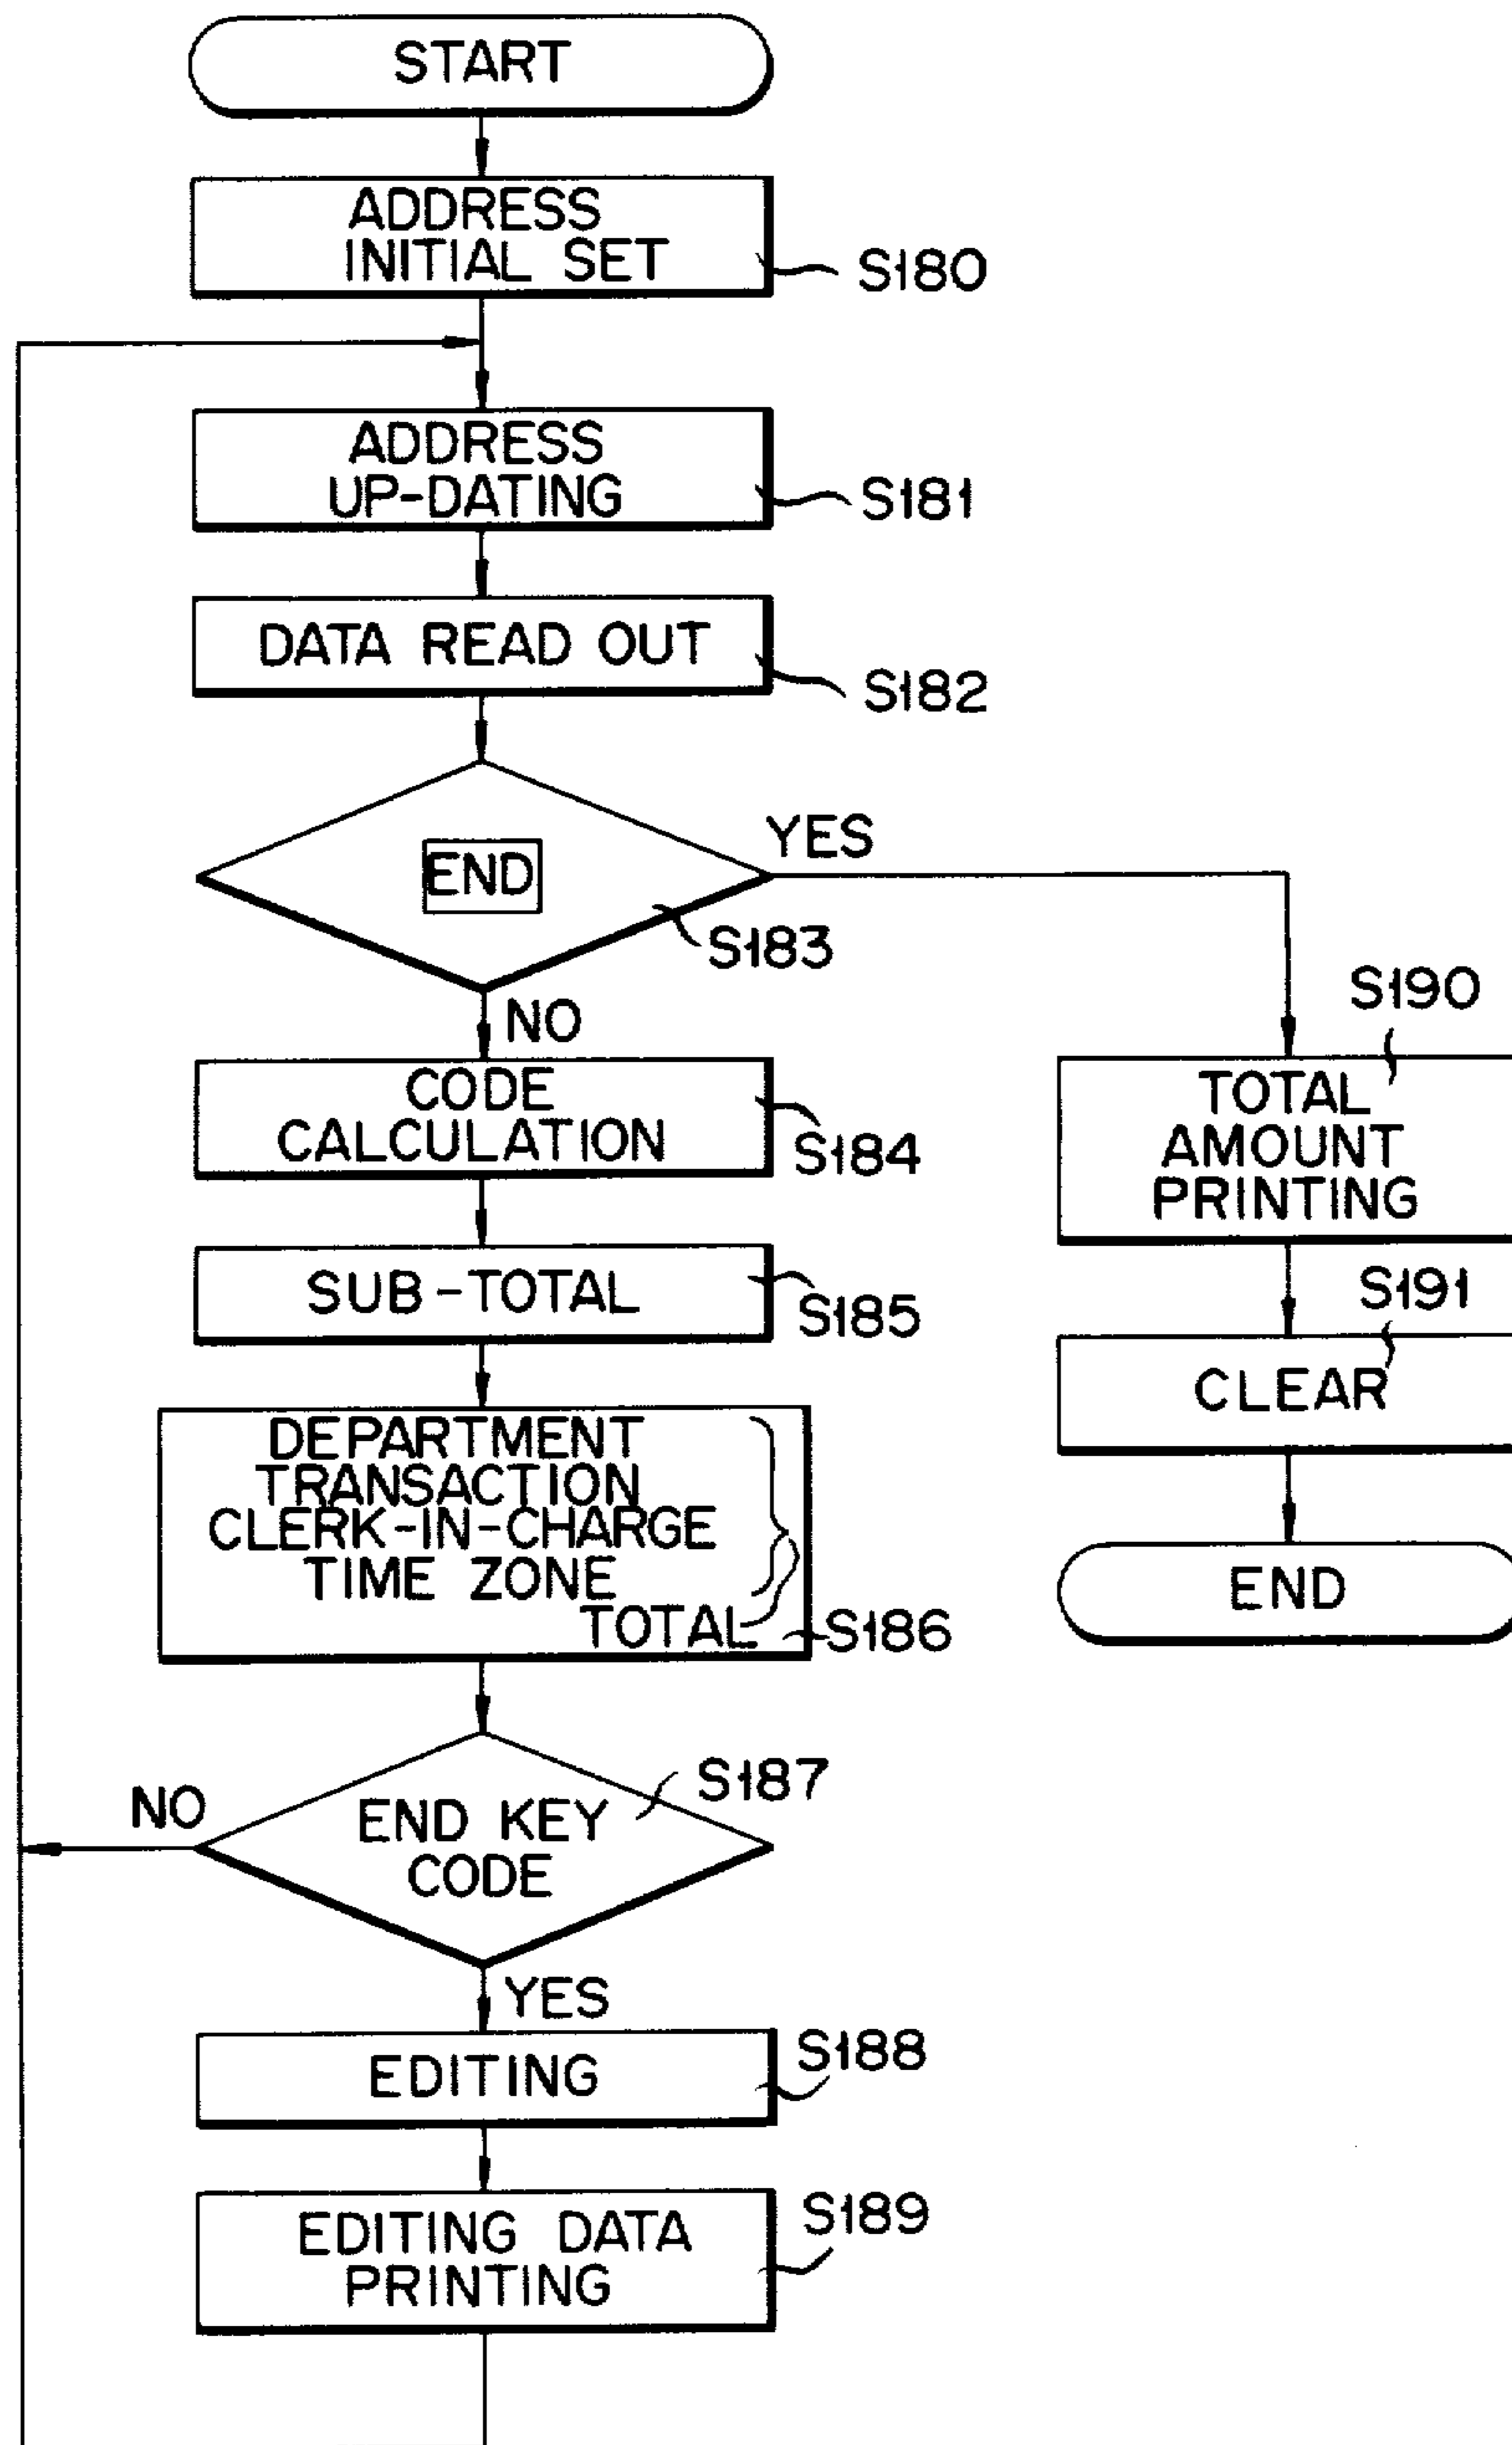 START
ADDRESS
INITIAL SET
S180
ADDRESS
UP-DATING
S181
DATA READ OUT
S182
END
YES
S183
NO
CODE
CALCULATION
S184
SUB-TOTAL
S185
DEPARTMENT
TRANSACTION
CLERK-IN-CHARGE
TIME ZONE
TOTAL
S186
NO
END KEY
CODE
S187
YES
EDITING
S188
EDITING DATA
PRINTING
S189
S190
TOTAL
AMOUNT
PRINTING
S191
CLEAR
END